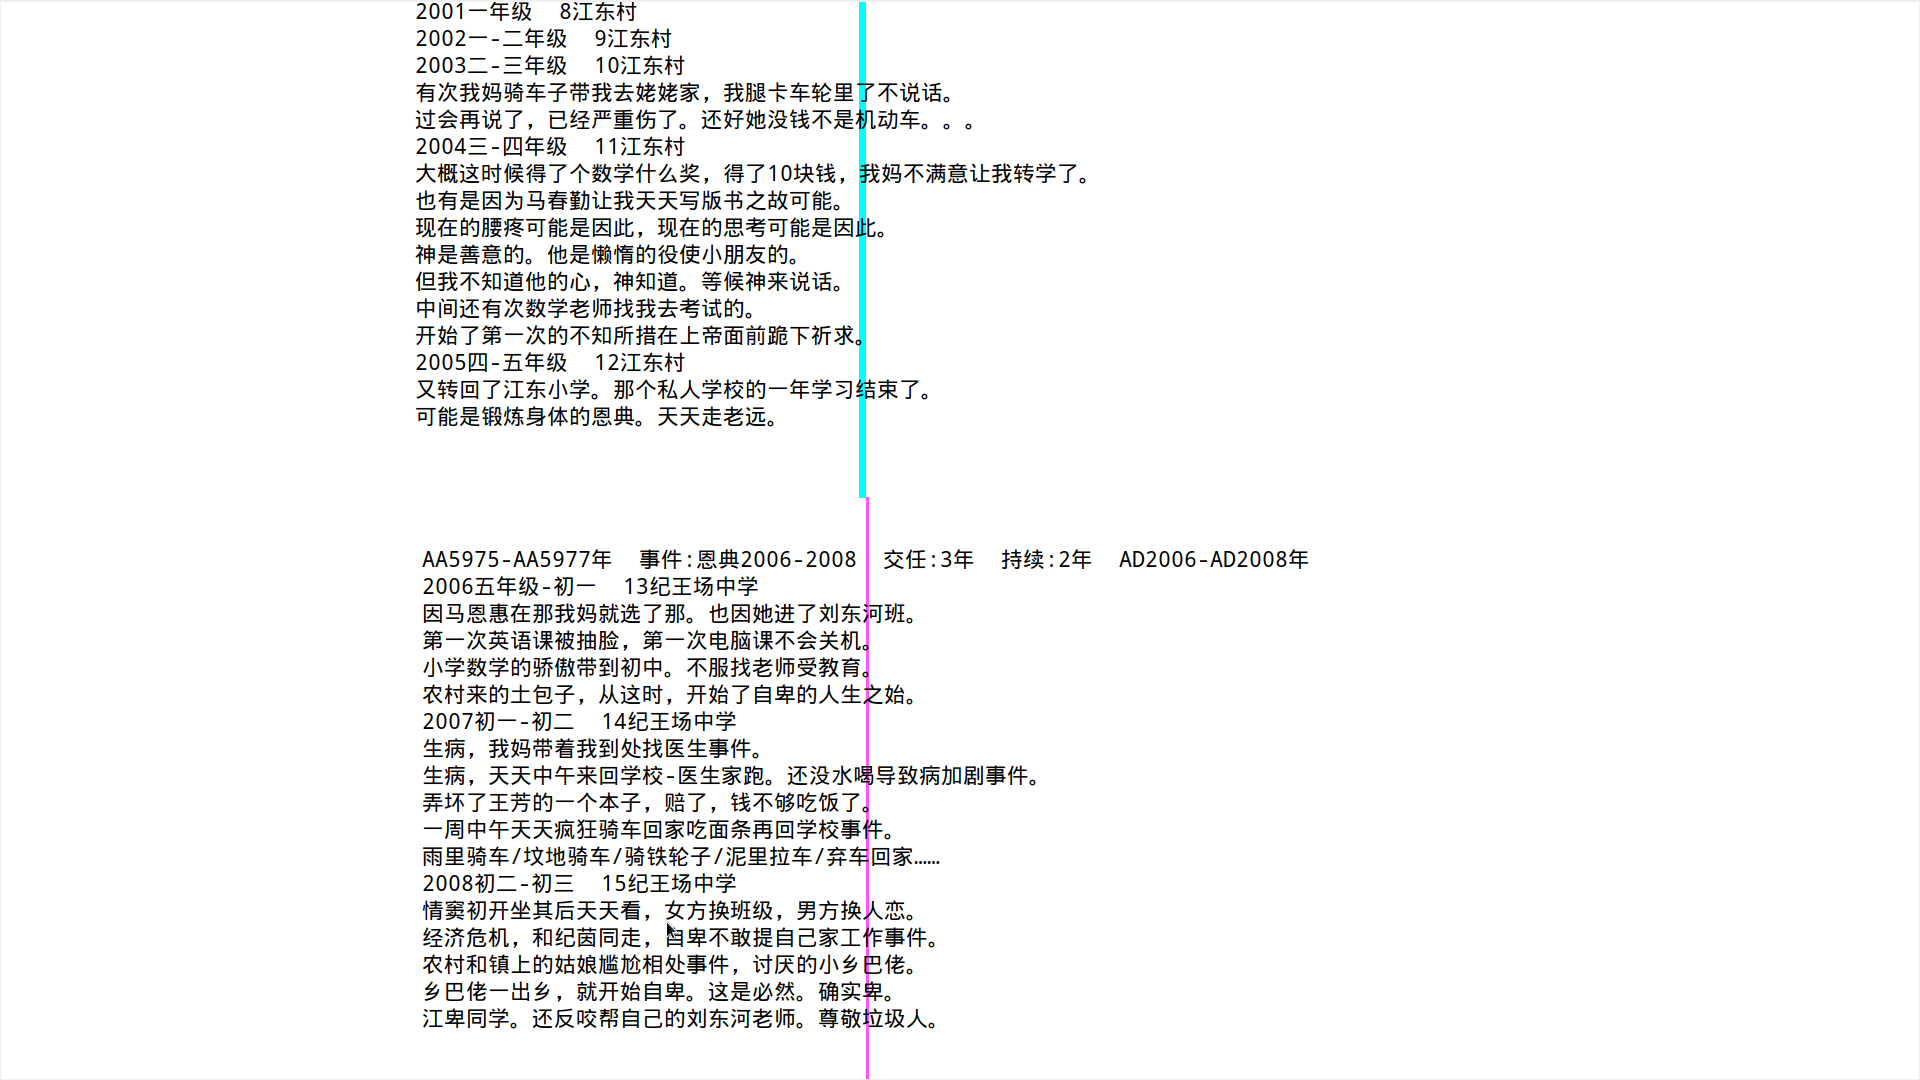 2001一年级  8江东村
2002一-二年级  9江东村
2003二-三年级  10江东村
有次我妈骑车子带我去姥姥家，我腿卡车轮里了不说话。
过会再说了，已经严重伤了。还好她没钱不是机动车。。。
2004三-四年级  11江东村
大概这时候得了个数学什么奖，得了10块钱，我妈不满意让我转学了。
也有是因为马春勤让我天天写版书之故可能。
现在的腰疼可能是因此，现在的思考可能是因此。
神是善意的。他是懒惰的役使小朋友的。
但我不知道他的心，神知道。等候神来说话。
中间还有次数学老师找我去考试的。
开始了第一次的不知所措在上帝面前跪下祈求。
2005四-五年级  12江东村
又转回了江东小学。那个私人学校的一年学习结束了。
可能是锻炼身体的恩典。天天走老远。
AA5975-AA5977年  事件:恩典2006-2008  交任:3年  持续:2年  AD2006-AD2008年
2006五年级-初一  13纪王场中学
因马恩惠在那我妈就选了那。也因她进了刘东河班。
第一次英语课被抽脸，第一次电脑课不会关机。
小学数学的骄傲带到初中。不服找老师受教育。
农村来的土包子，从这时，开始了自卑的人生之始。
2007初一-初二  14纪王场中学
生病，我妈带着我到处找医生事件。
生病，天天中午来回学校-医生家跑。还没水喝导致病加剧事件。
弄坏了王芳的一个本子，赔了，钱不够吃饭了。
一周中午天天疯狂骑车回家吃面条再回学校事件。
雨里骑车/坟地骑车/骑铁轮子/泥里拉车/弃车回家……
2008初二-初三  15纪王场中学
情窦初开坐其后天天看，女方换班级，男方换人恋。
经济危机，和纪茵同走，自卑不敢提自己家工作事件。
农村和镇上的姑娘尴尬相处事件，讨厌的小乡巴佬。
乡巴佬一出乡，就开始自卑。这是必然。确实卑。
江卑同学。还反咬帮自己的刘东河老师。尊敬垃圾人。